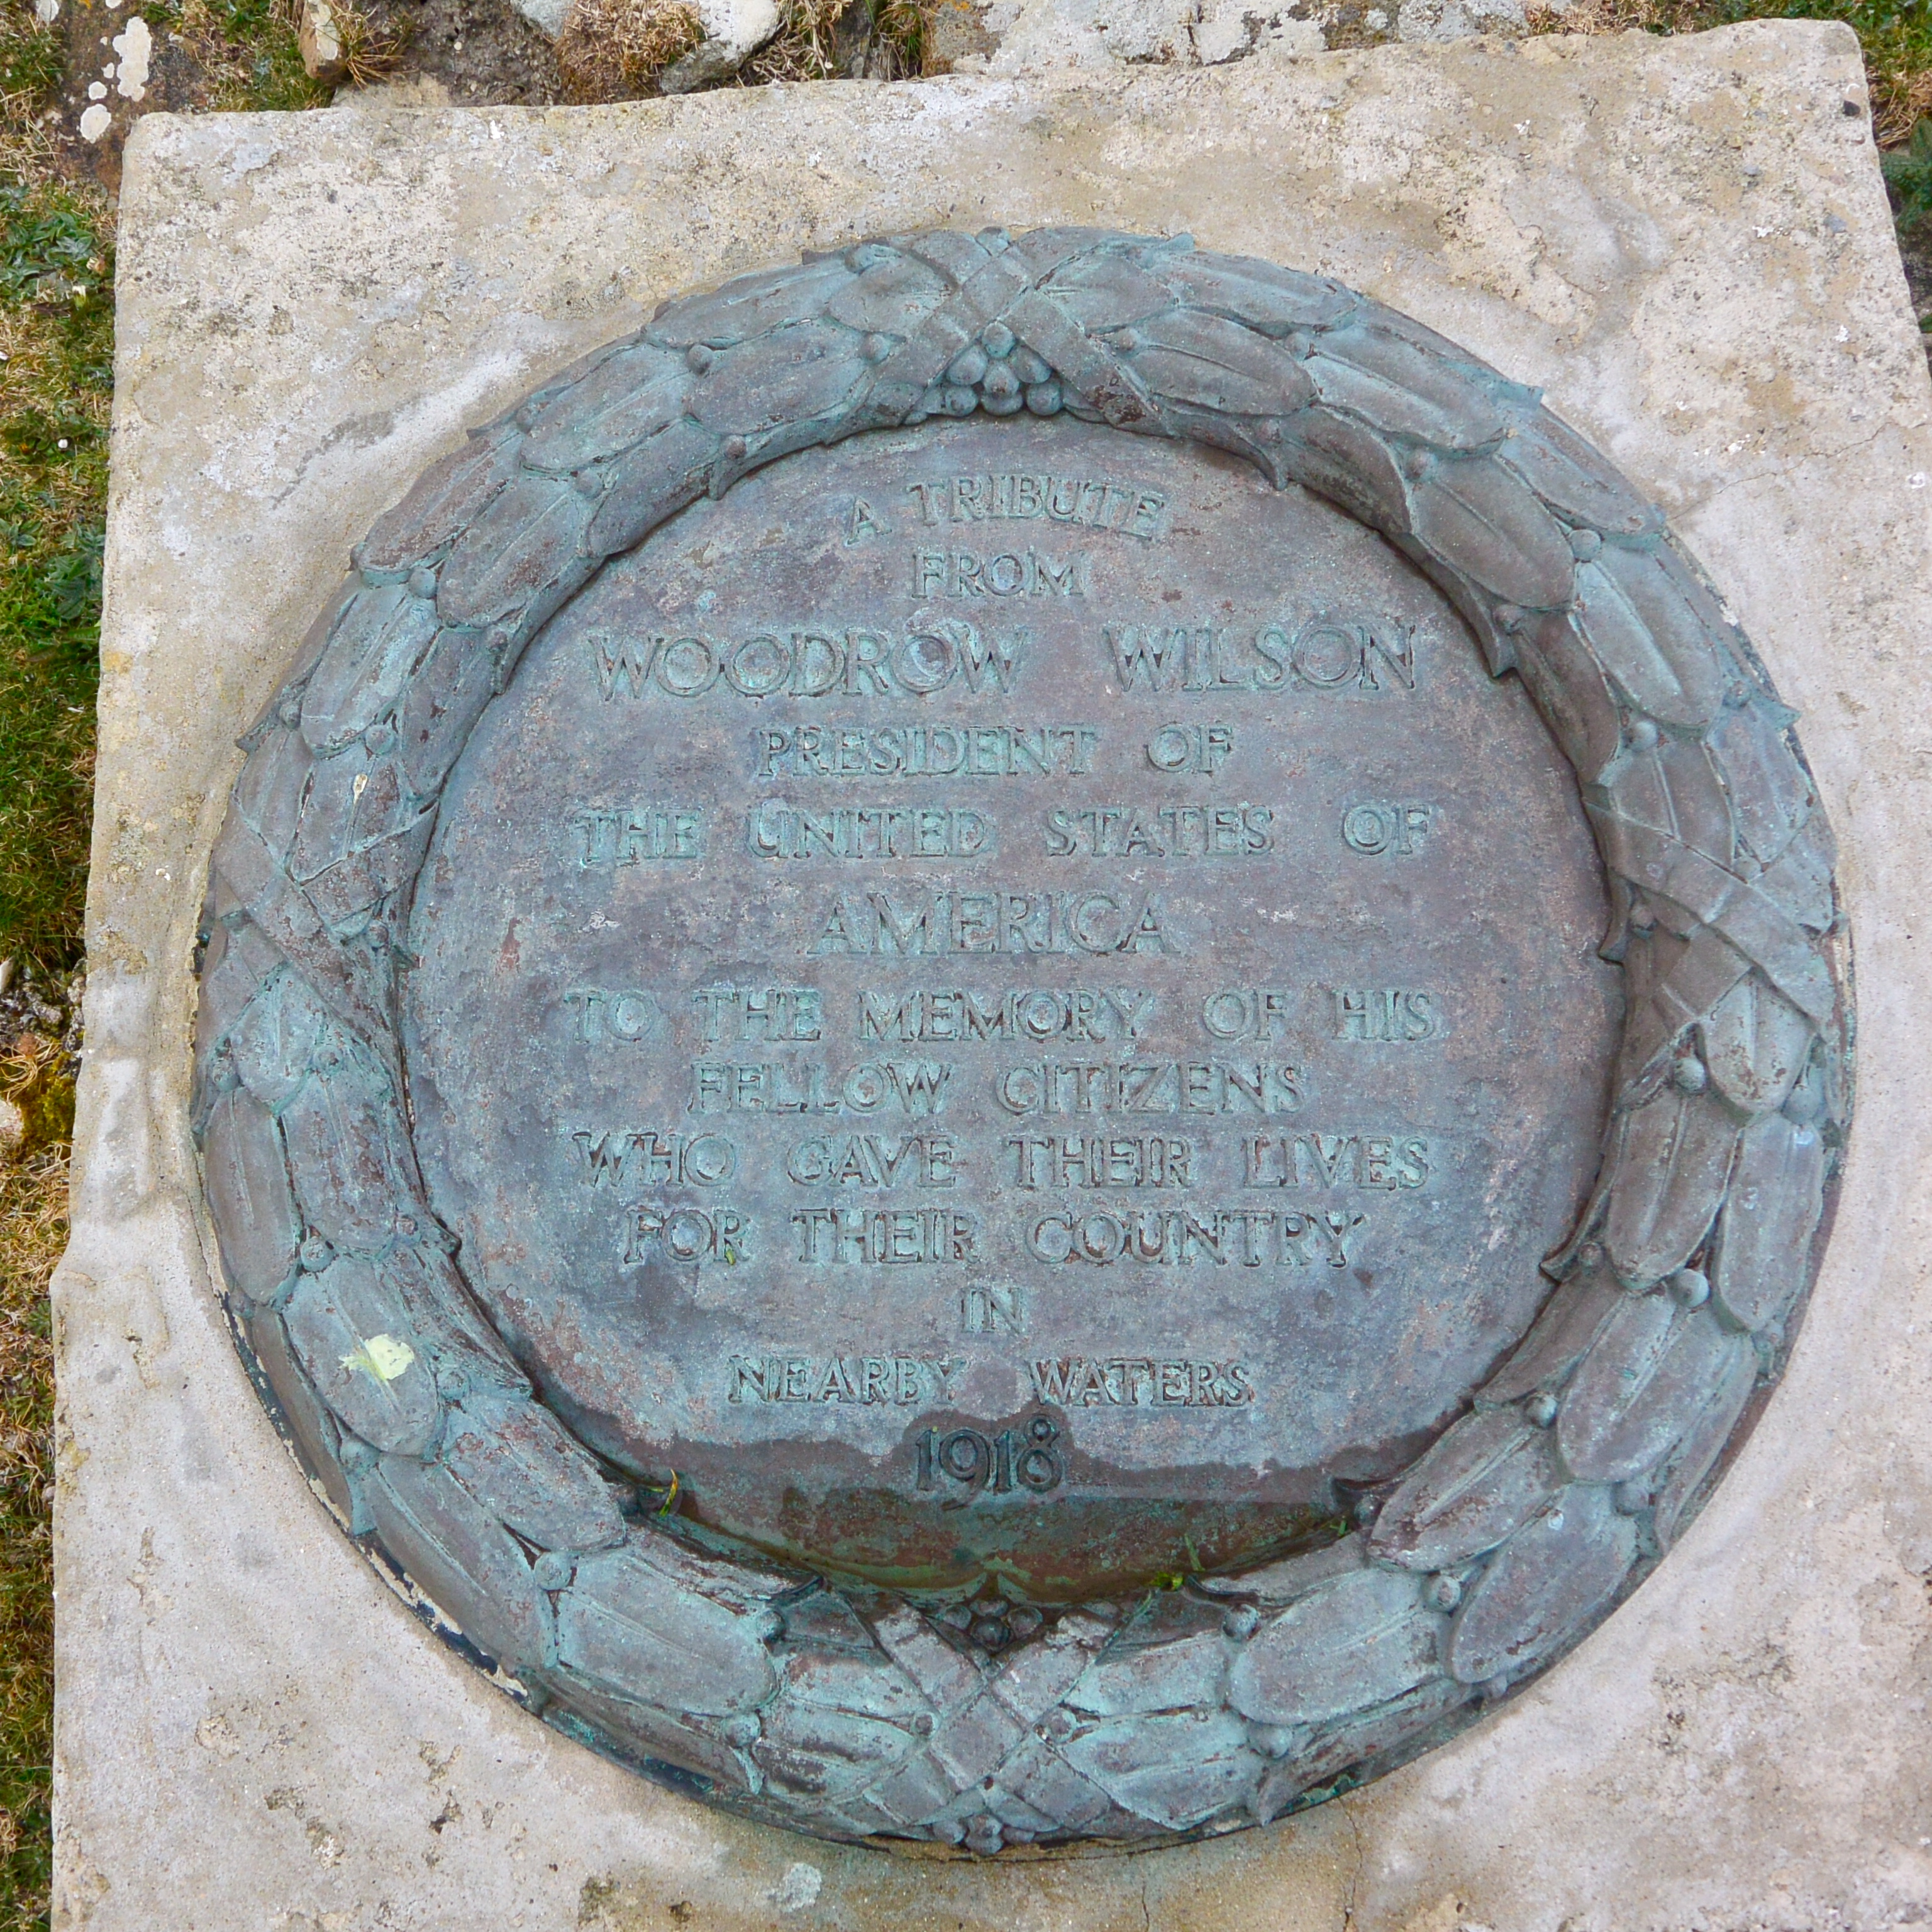 A TRIBUTE
FROM
WOODROW WILSON
PRESIDENT OF
THE UNITED STATES OF
AMERICA
TO THE MEMORY OF HIS
FELLOW CITIZENS
WHO GAVE THEIR LIVES
FOR THEIR COUNTRY
IN
NEARBY WATERS
1918